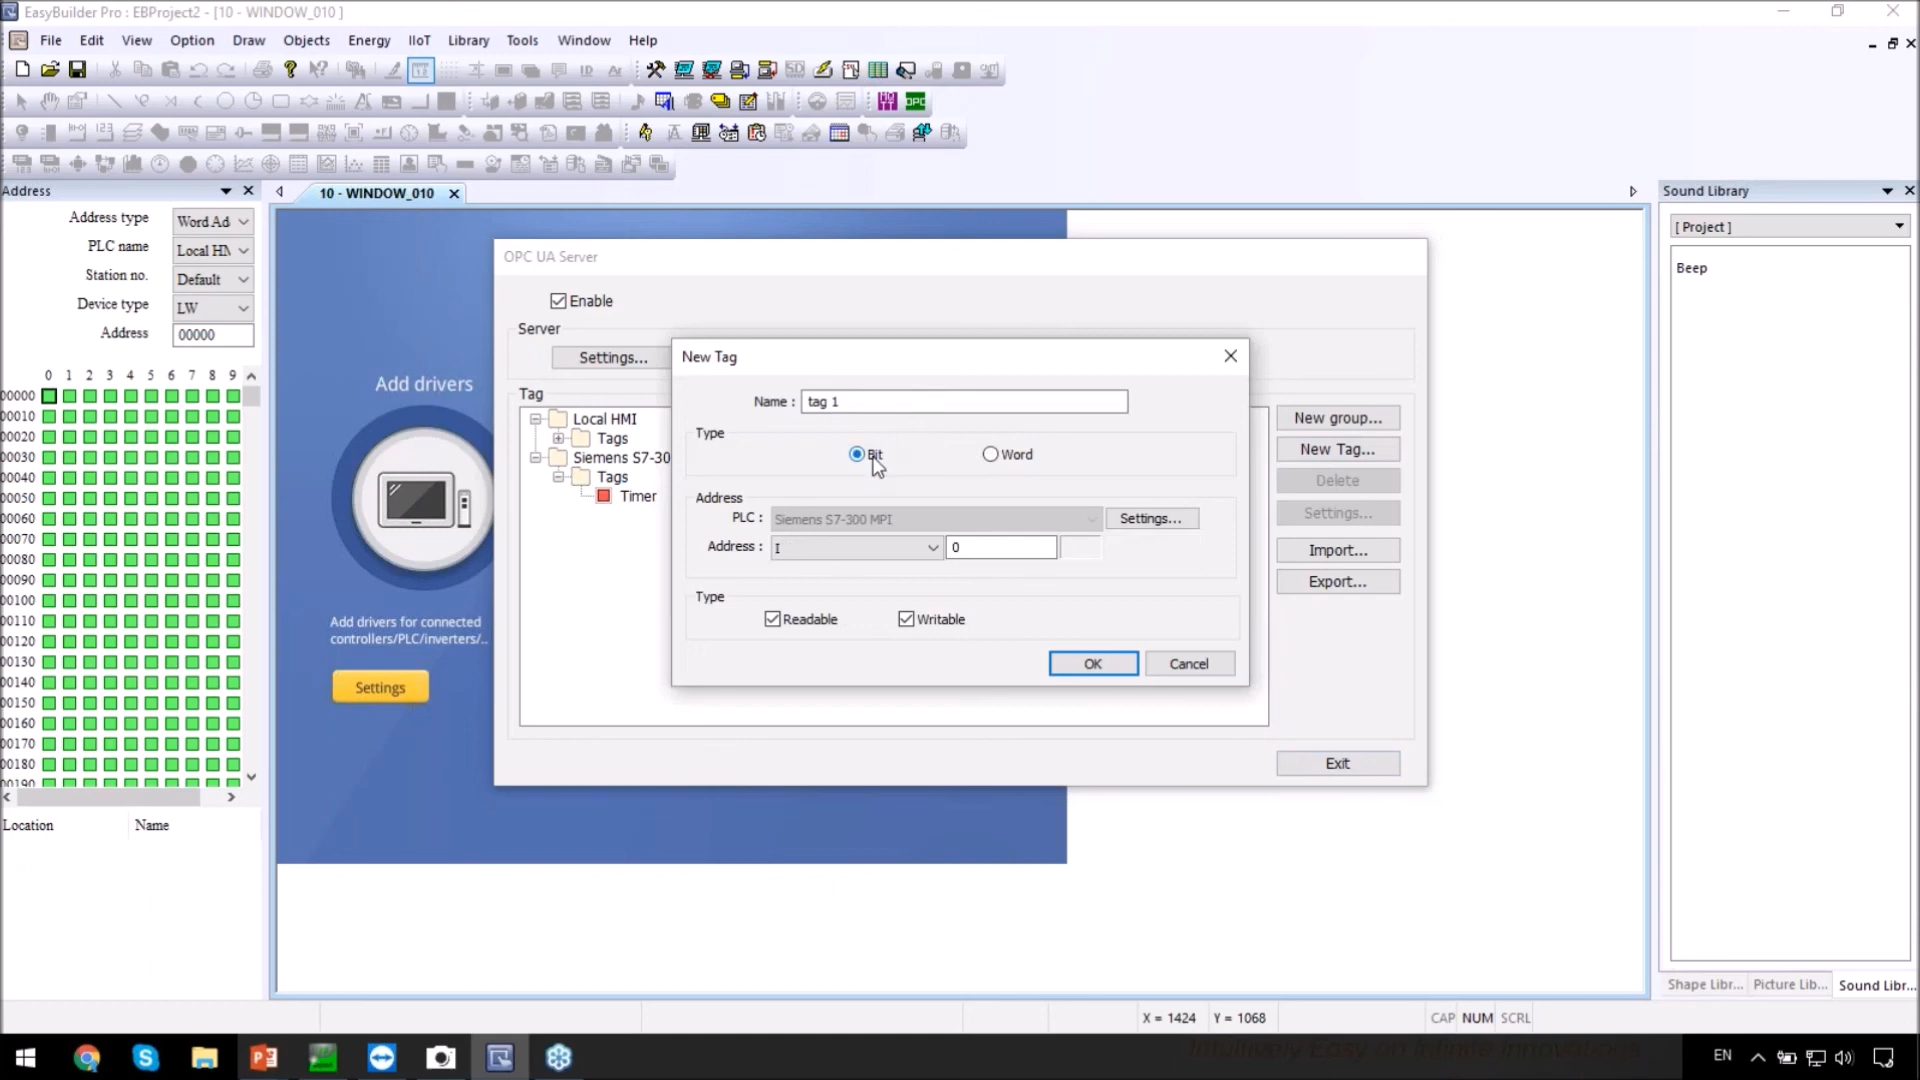 EasyBuilder Pro : EBProject2 - [10 - WINDOW_010 ]
File Edit View Option Draw Objects Energy IIoT Library Tools Window Help
Address
Address type Word Ad
PLC name Local HM
Station no. Default
Device type LW
Address 00000
0 1 2 3 4 5 6 7 8 9
00000
00010
00020
00030
00040
00050
00060
00070
00080
00090
00100
00110
00120
00130
00140
00150
00160
00170
00180
00190
Location Name
10 - WINDOW_010
Add drivers
Add drivers for connected
controllers/PLC/inverters/..
Settings
OPC UA Server
Enable
Server
Settings...
Tag
Local HMI
Tags
Siemens S7-30
Tags
Timer
New group...
New Tag...
Delete
Settings...
Import...
Export...
Exit
New Tag
Name : tag 1
Type
Bit Word
Address
PLC : Siemens S7-300 MPI Settings...
Address : I 0
Type
Readable Writable
OK Cancel
Sound Library
[ Project ]
Beep
Shape Libr... Picture Lib... Sound Libr...
X = 1424 Y = 1068 CAP NUM SCRL
EN